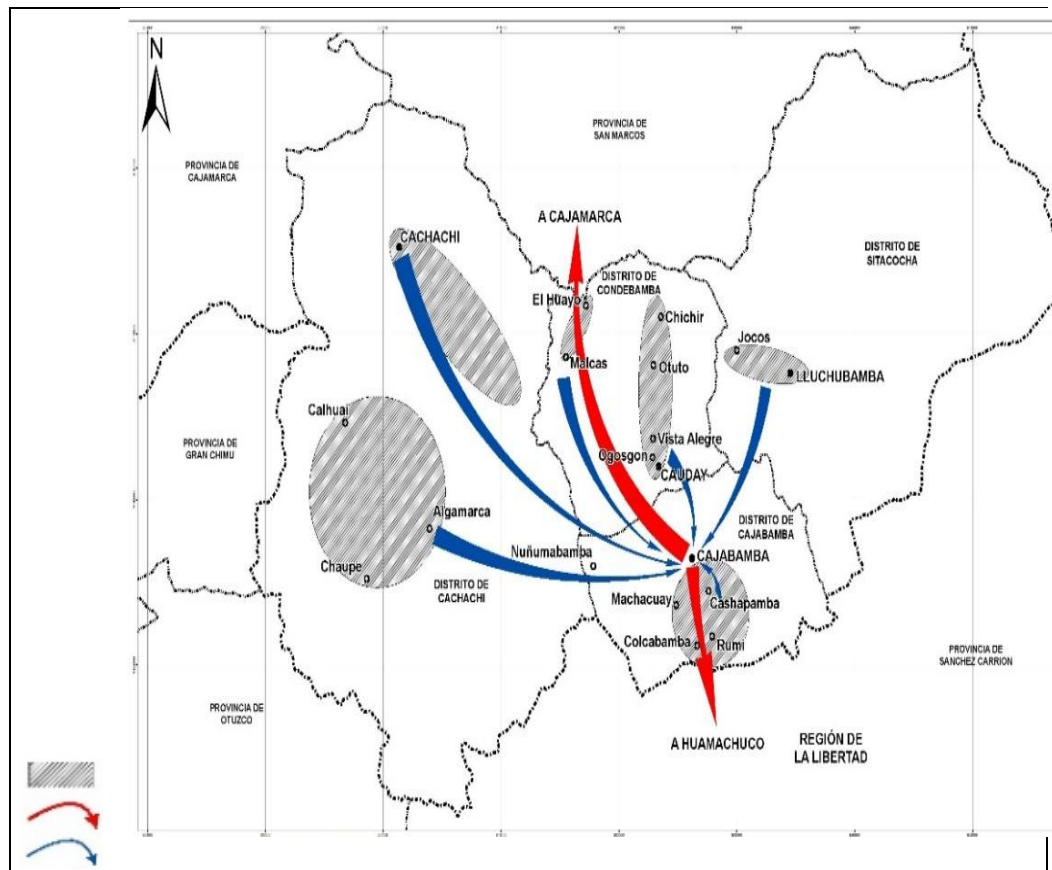 N
PROVINCIA DE
SAN MARCOS
PROVINCIA DE
CAJAMARCA
A CAJAMARCA
CACHACHI
DISTRITO DE
SITACOCHA
DISTRITO DE
CONDEBAMBA
El Huayo
Chichir
Jocos
Malcas
Otuto
LLUCHUBAMBA
Calhuai
PROVINCIA DE
GRAN CHIMU
Vista Alegre
Ogosgon
CAUDAY
Algamarca
DISTRITO DE
CAJABAMBA
Nuñumabamba
CAJABAMBA
Chaupe
DISTRITO DE
CACHACHI
Machacuay
Cashapamba
Colcabamba
Rumi
PROVINCIA DE
SANCHEZ CARRION
PROVINCIA DE
OTUZCO
A HUAMACHUCO
REGIÓN DE
LA LIBERTAD